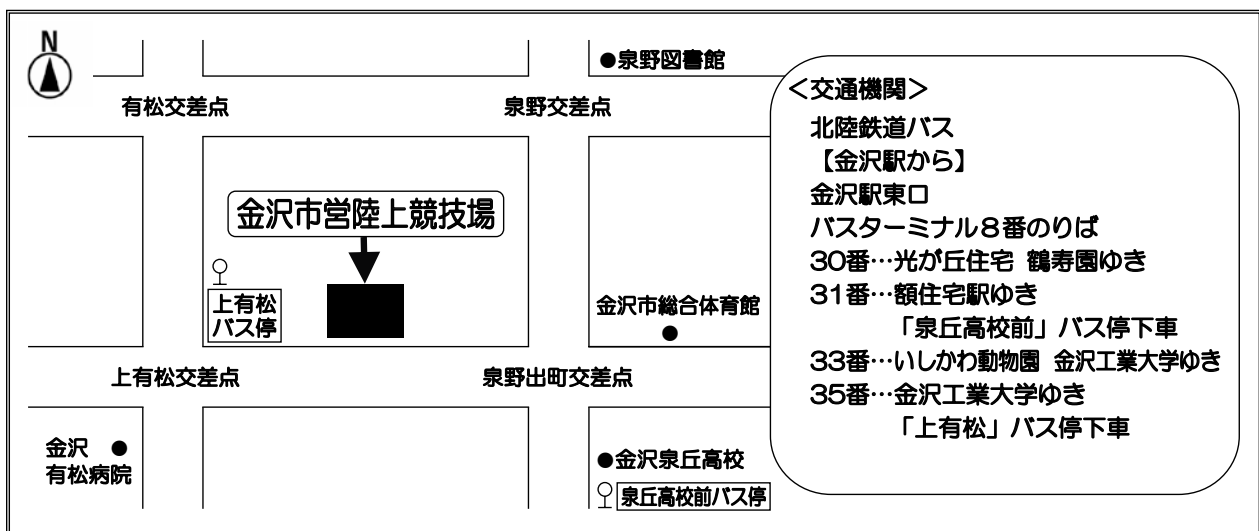 N
●泉野図書館
有松交差点
泉野交差点
金沢市営陸上競技場
上有松
バス停
金沢市総合体育館
●
上有松交差点
泉野出町交差点
金沢 ●
有松病院
●金沢泉丘高校
泉丘高校前バス停
＜交通機関＞
北陸鉄道バス
【金沢駅から】
金沢駅東口
バスターミナル８番のりば
30番…光が丘住宅 鶴寿園ゆき
31番…額住宅駅ゆき
「泉丘高校前」バス停下車
33番…いしかわ動物園 金沢工業大学ゆき
35番…金沢工業大学ゆき
「上有松」バス停下車